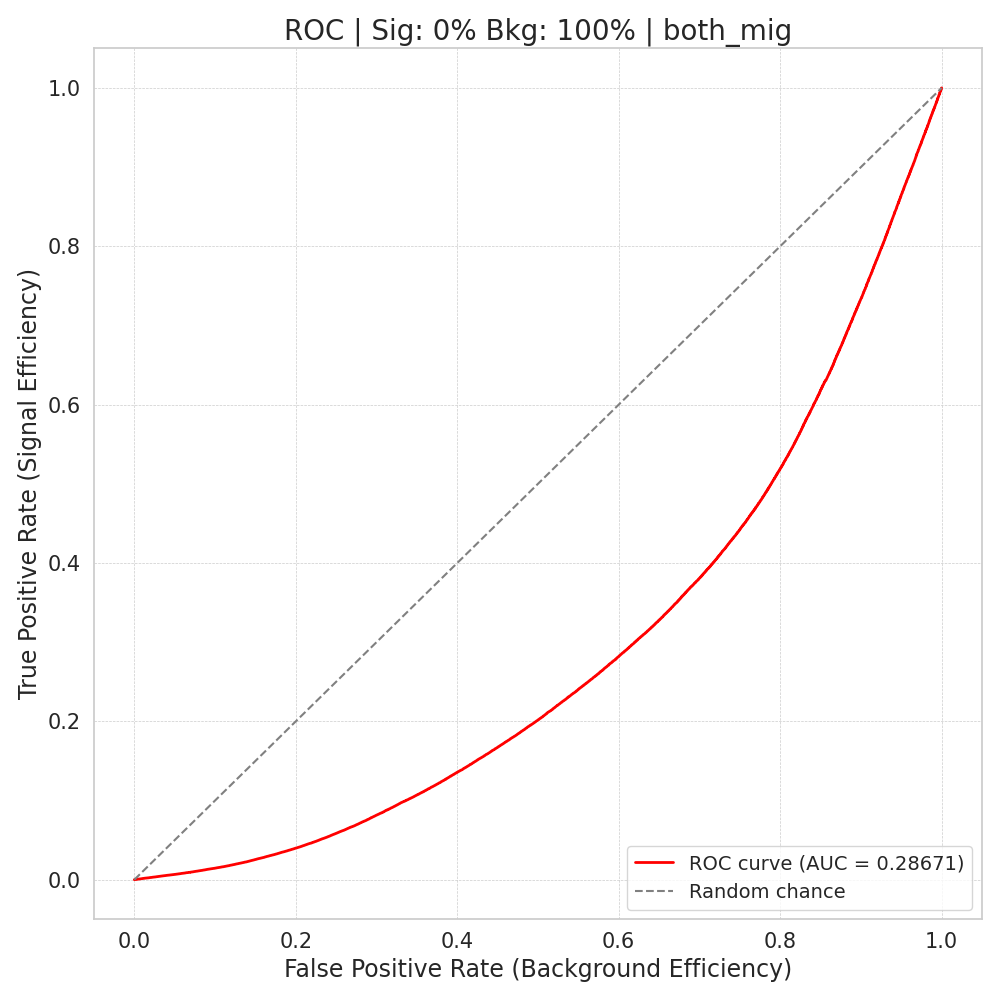 ROC | Sig: 0% Bkg: 100% | both_mig
True Positive Rate (Signal Efficiency)
1.0
0.8
0.6
0.4
0.2
0.0
ROC curve (AUC = 0.28671)
Random chance
0.0 0.2 0.4 0.6 0.8 1.0
False Positive Rate (Background Efficiency)